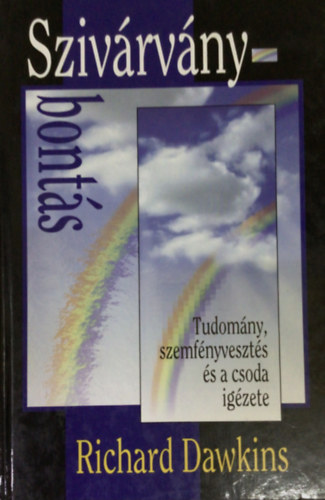 Szivárvány-
bontás
Tudomány,
szemfényvesztés
és a csoda
igézete
Richard Dawkins